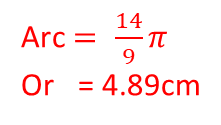 Arc = 14/9 π
Or = 4.89cm